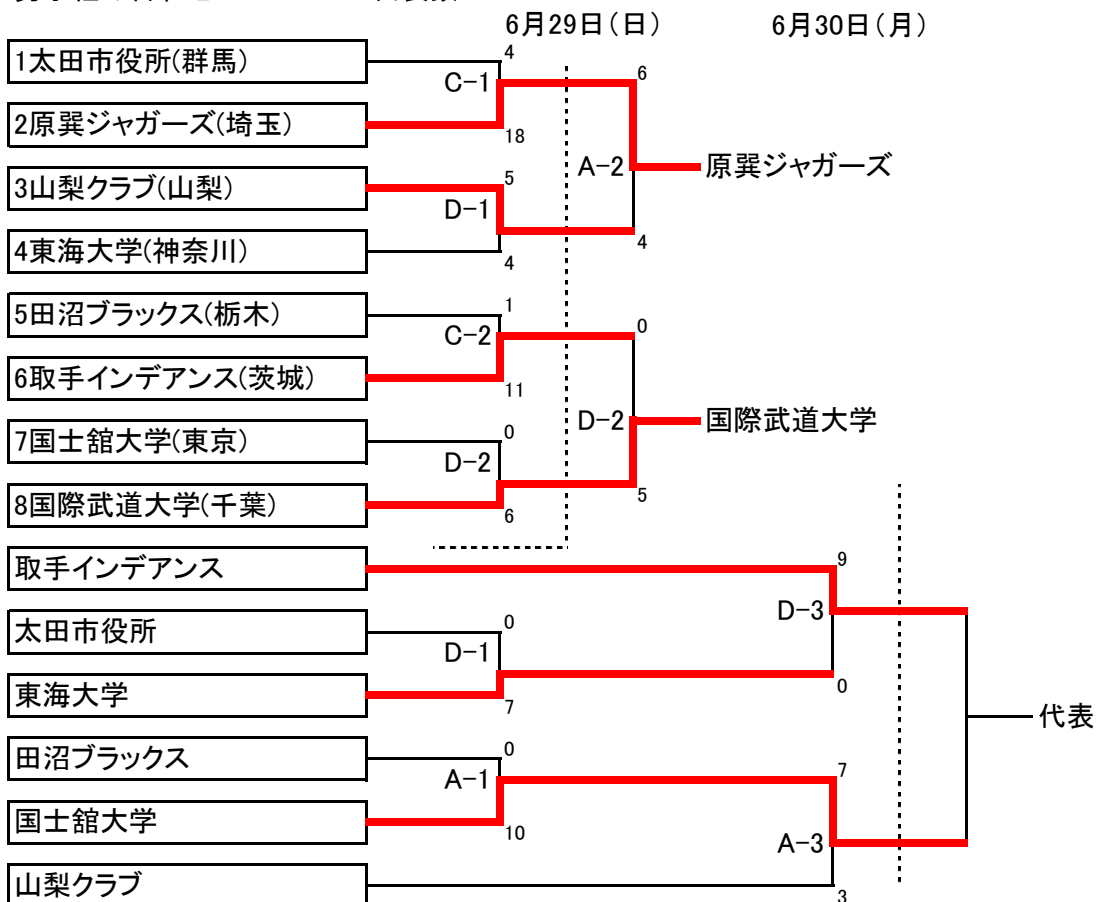 6月29日(日) 6月30日(月)
1太田市役所(群馬)
4
C-1
6
2原巽ジャガーズ(埼玉)
18
A-2 原巽ジャガーズ
3山梨クラブ(山梨)
5
D-1
4東海大学(神奈川)
4
4
5田沼ブラックス(栃木)
1
C-2
0
6取手インデアンス(茨城)
11
D-2 国際武道大学
7国士舘大学(東京)
0
D-2
8国際武道大学(千葉)
6
5
取手インデアンス
9
D-3
太田市役所
0
D-1
東海大学
7
0
代表
田沼ブラックス
0
A-1
7
国士舘大学
10
A-3
山梨クラブ
3